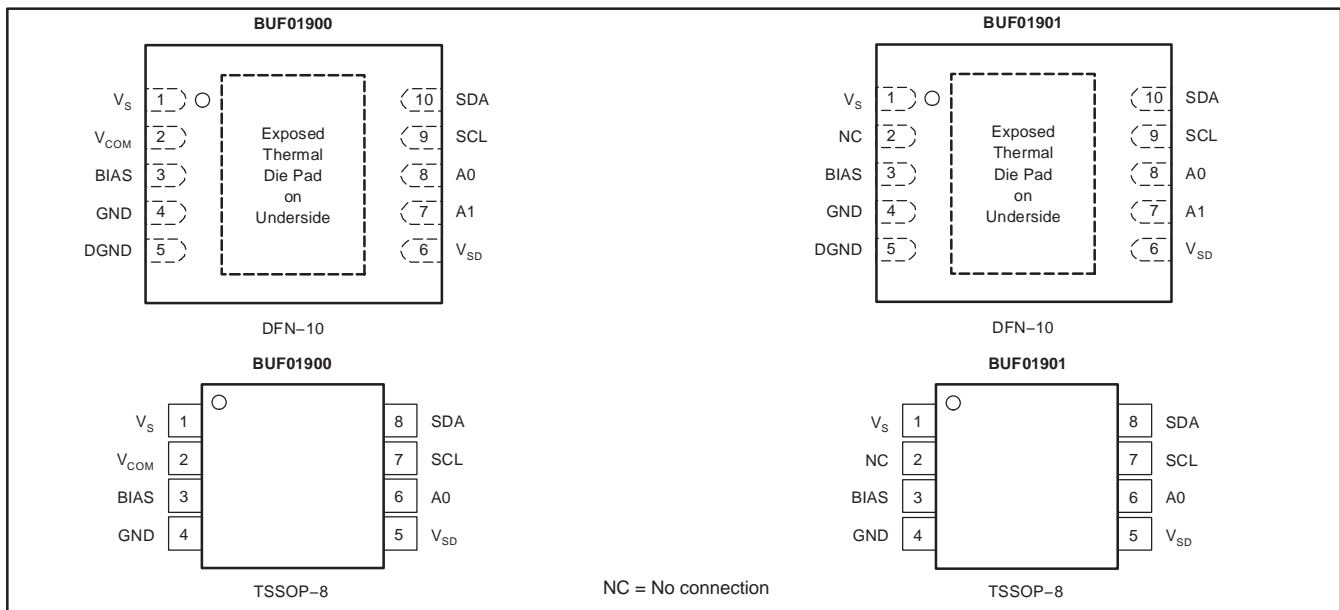 BUF01900
V_S 1 10 SDA
V_COM 2 9 SCL
BIAS 3 8 A0
GND 4 7 A1
DGND 5 6 V_SD
Exposed
Thermal
Die Pad
on
Underside
DFN−10
BUF01901
V_S 1 10 SDA
NC 2 9 SCL
BIAS 3 8 A0
GND 4 7 A1
DGND 5 6 V_SD
Exposed
Thermal
Die Pad
on
Underside
DFN−10
BUF01900
V_S 1 8 SDA
V_COM 2 7 SCL
BIAS 3 6 A0
GND 4 5 V_SD
TSSOP−8
BUF01901
V_S 1 8 SDA
NC 2 7 SCL
BIAS 3 6 A0
GND 4 5 V_SD
TSSOP−8
NC = No connection